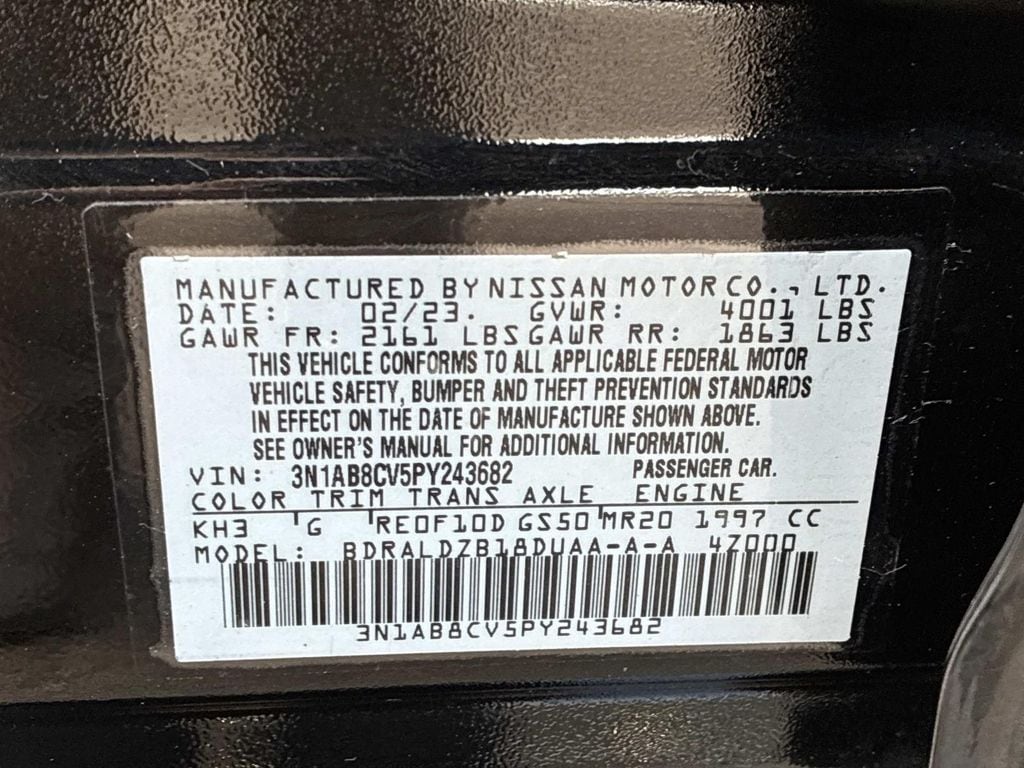 MANUFACTURED BY NISSAN MOTOR CO., LTD.
DATE: 02/23. GVWR: 4001 LBS
GAWR FR: 2161 LBS GAWR RR: 1863 LBS
THIS VEHICLE CONFORMS TO ALL APPLICABLE FEDERAL MOTOR
VEHICLE SAFETY, BUMPER AND THEFT PREVENTION STANDARDS
IN EFFECT ON THE DATE OF MANUFACTURE SHOWN ABOVE.
SEE OWNER'S MANUAL FOR ADDITIONAL INFORMATION.
VIN: 3N1AB8CV5PY243682 PASSENGER CAR.
COLOR TRIM TRANS AXLE ENGINE
KH3 G RE0F10D GS50 MR20 1997 CC
MODEL: BDRALDZB18DUAA-A-A 4Z000
3N1AB8CV5PY243682